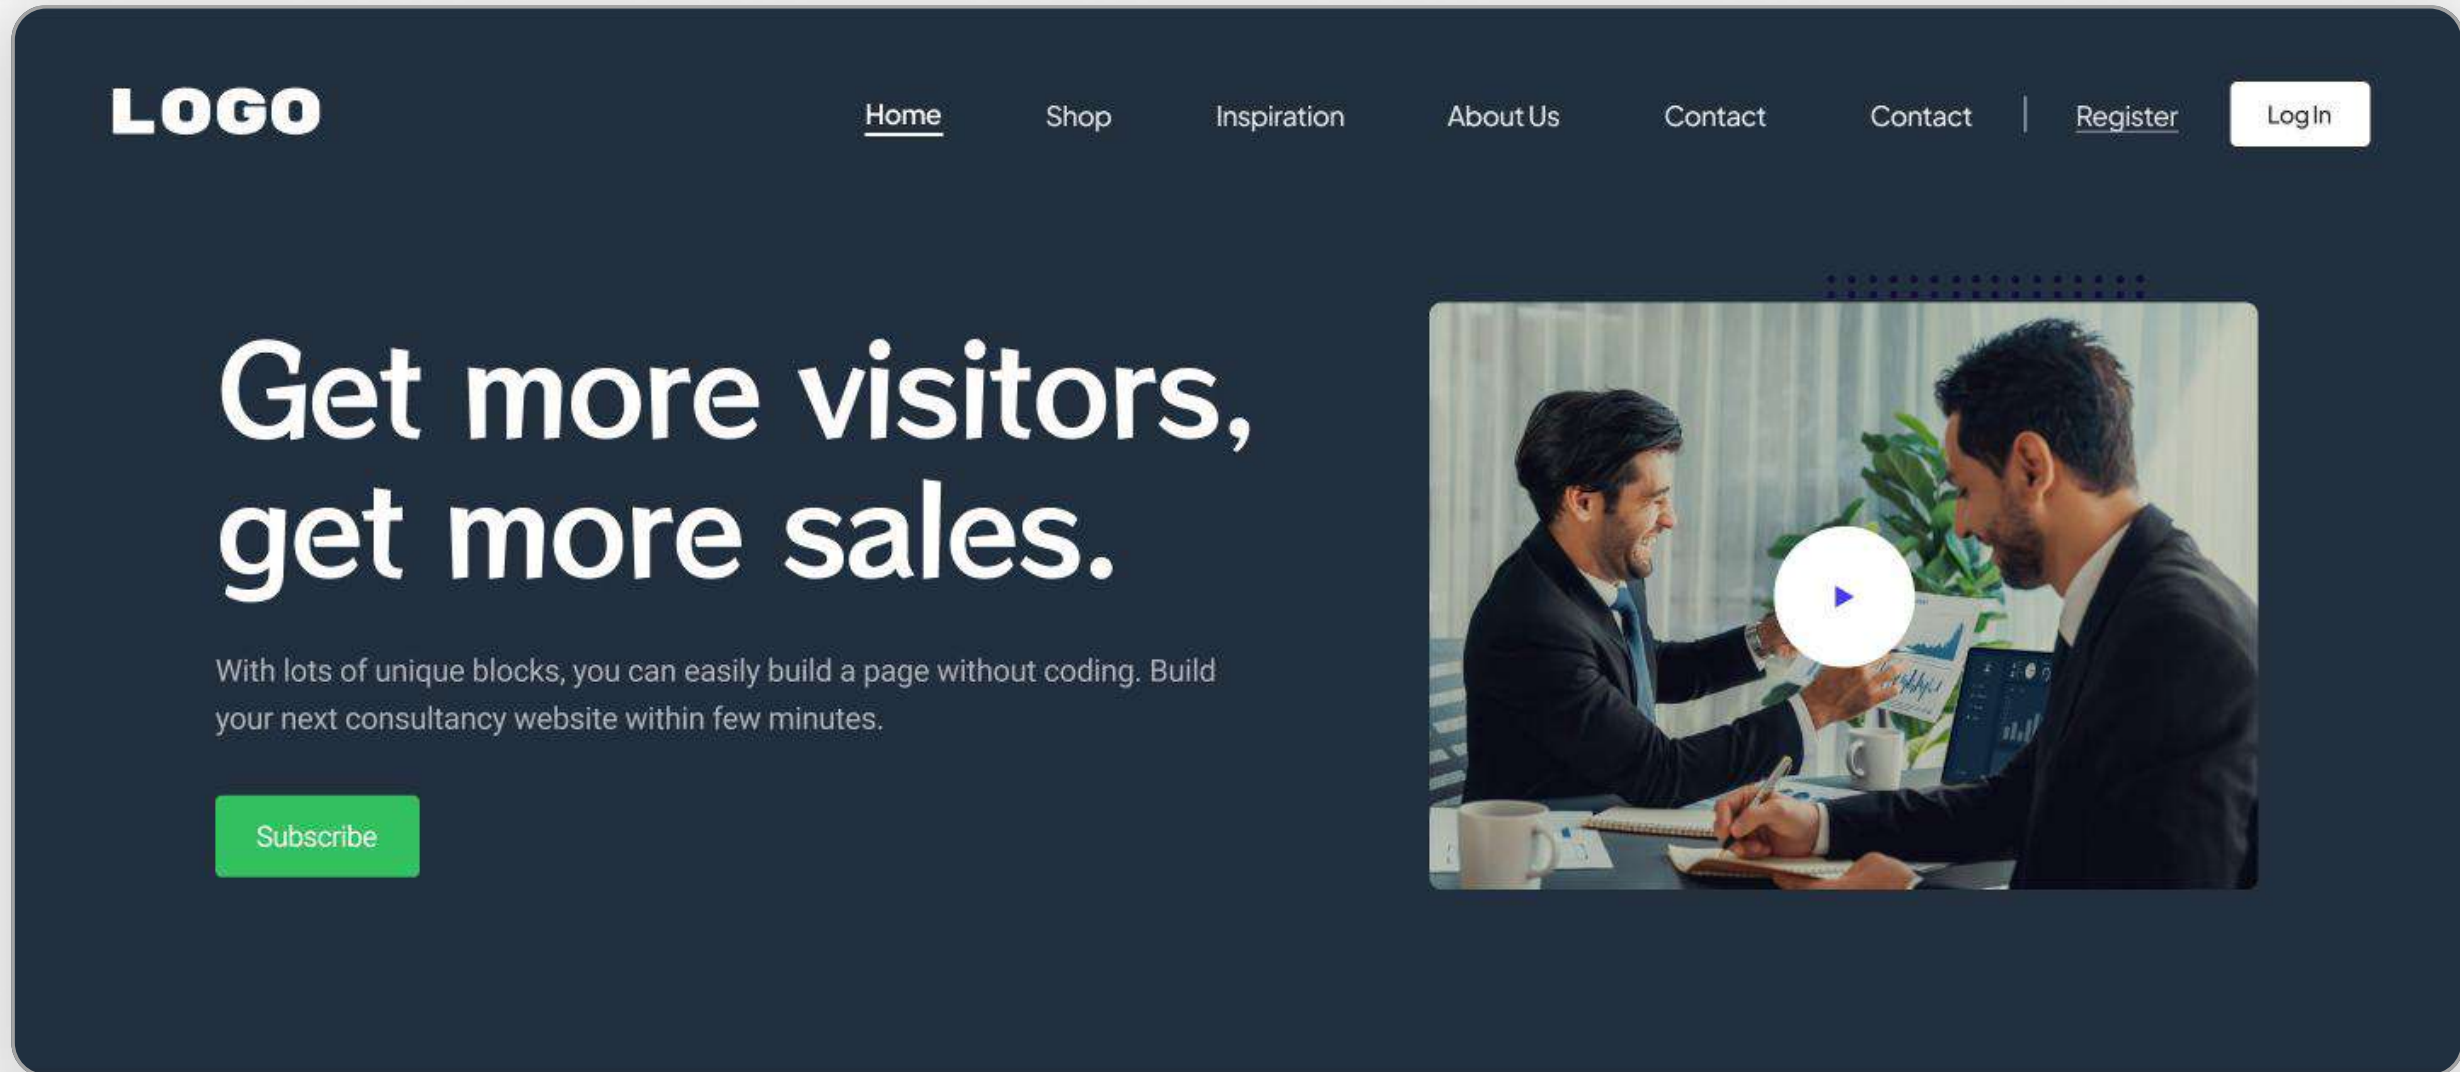 LOGO
Home Shop Inspiration About Us Contact Contact Register Log In
Get more visitors,
get more sales.
With lots of unique blocks, you can easily build a page without coding. Build
your next consultancy website within few minutes.
Subscribe